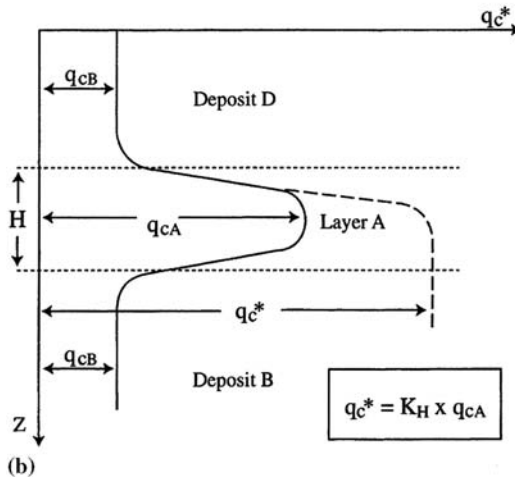 qc*
qcB
Deposit D
H
qcA
Layer A
qc*
qcB
Deposit B
qc* = KH x qcA
Z
(b)